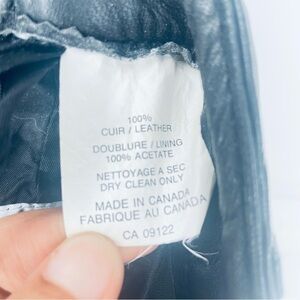 100%
CUIR / LEATHER
DOUBLURE / LINING
100% ACETATE
NETTOYAGE A SEC
DRY CLEAN ONLY
MADE IN CANADA
FABRIQUE AU CANADA
CA 09122